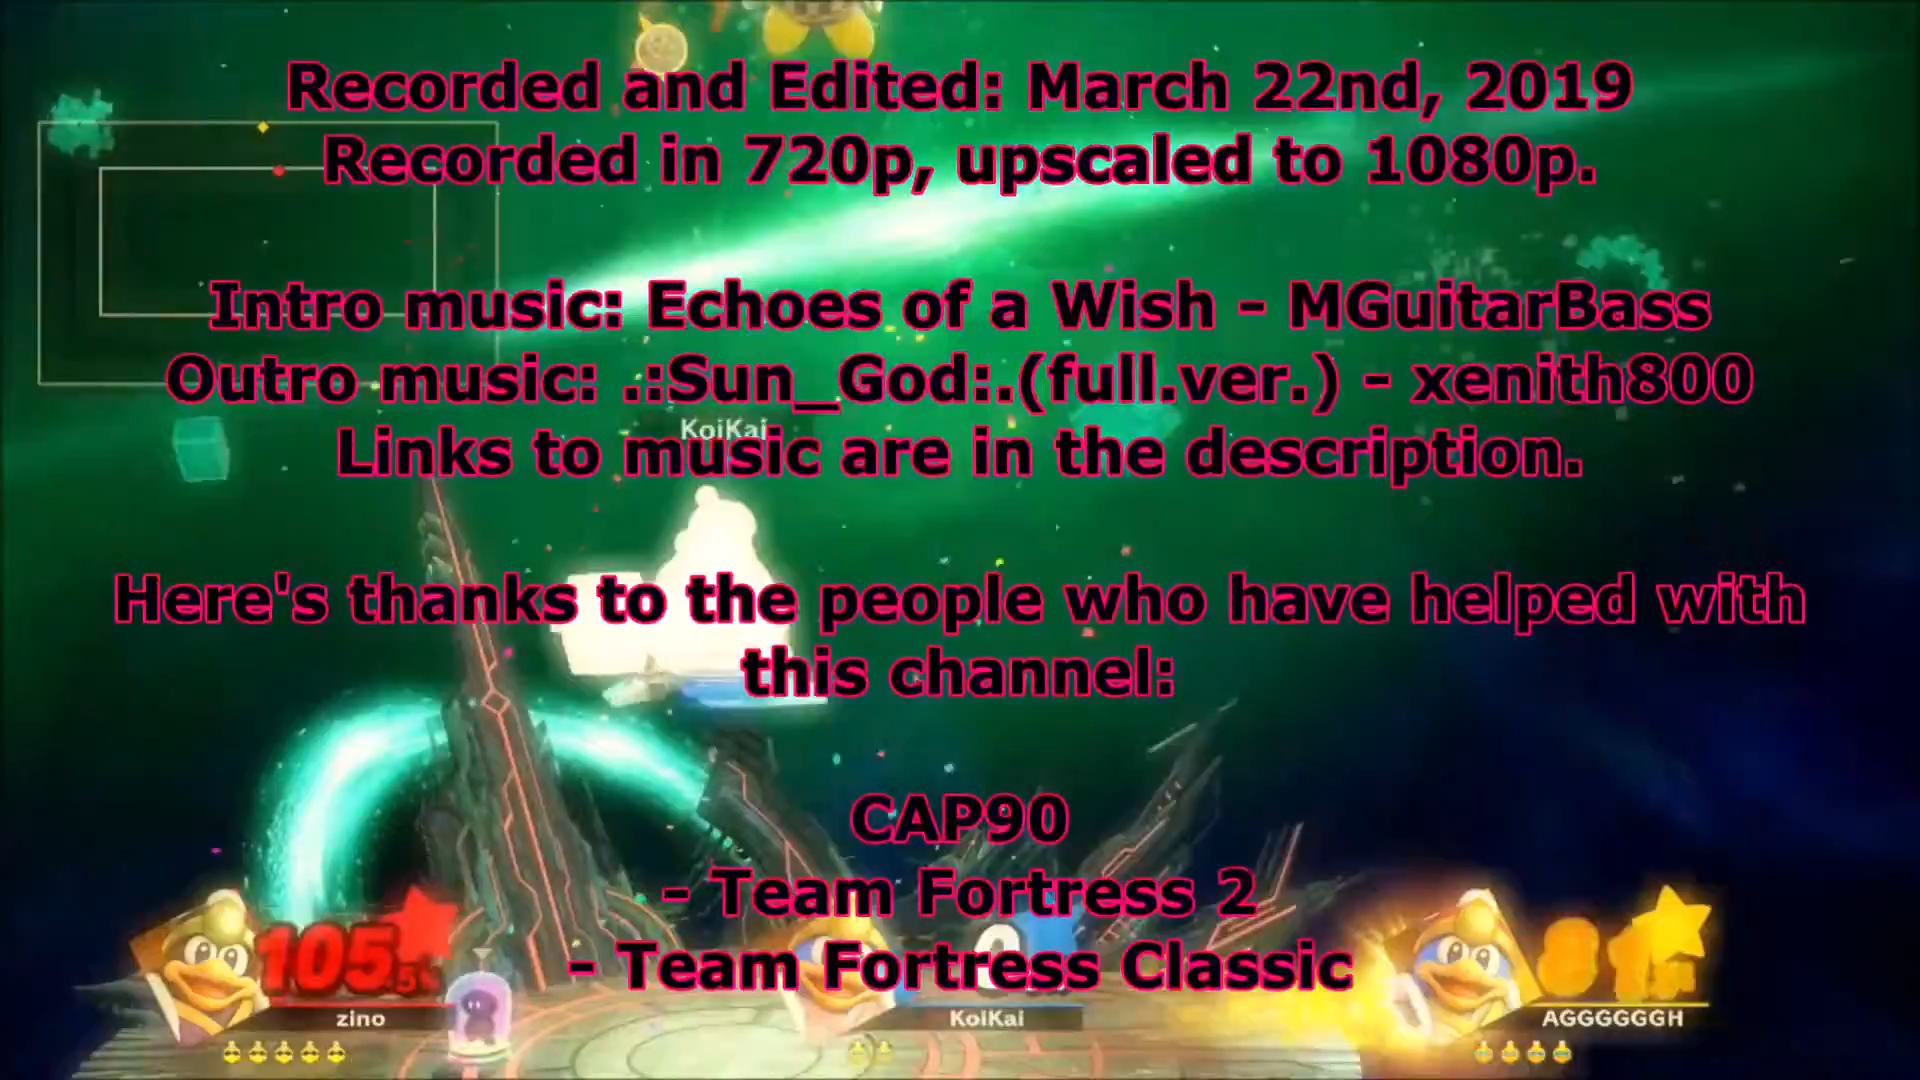 Recorded and Edited: March 22nd, 2019
Recorded in 720p, upscaled to 1080p.
Intro music: Echoes of a Wish - MGuitarBass
Outro music: .:Sun_God:.(full.ver.) - xenith800
KoiKai
Links to music are in the description.
Here's thanks to the people who have helped with
this channel:
CAP90
- Team Fortress 2
- Team Fortress Classic
105.5%
zino
KoiKai
AGGGGGGH